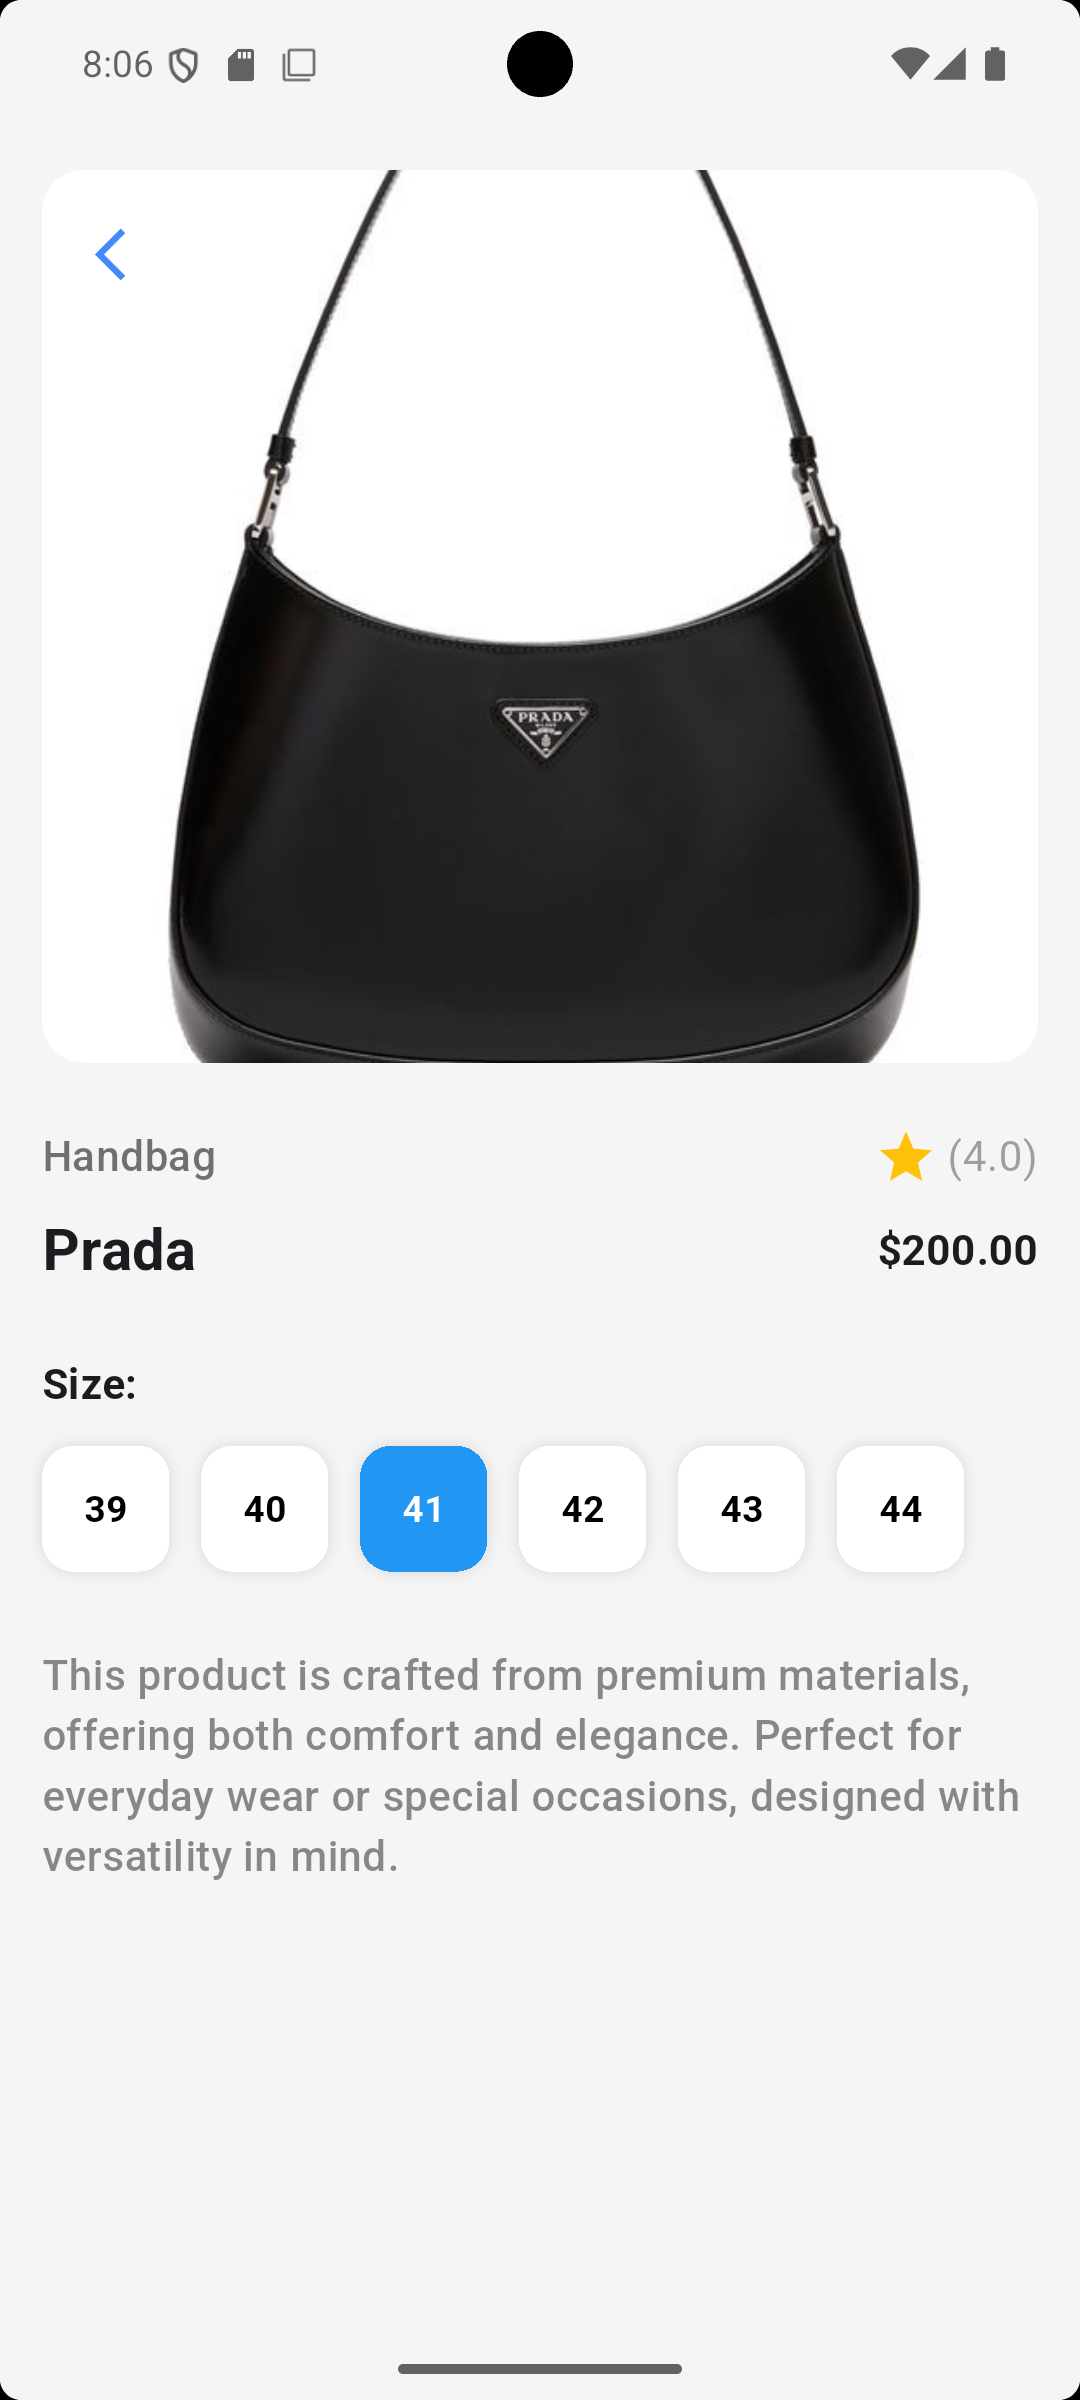 8:06
PRADA
Handbag
(4.0)
Prada
$200.00
Size:
39 40 41 42 43 44
This product is crafted from premium materials,
offering both comfort and elegance. Perfect for
everyday wear or special occasions, designed with
versatility in mind.